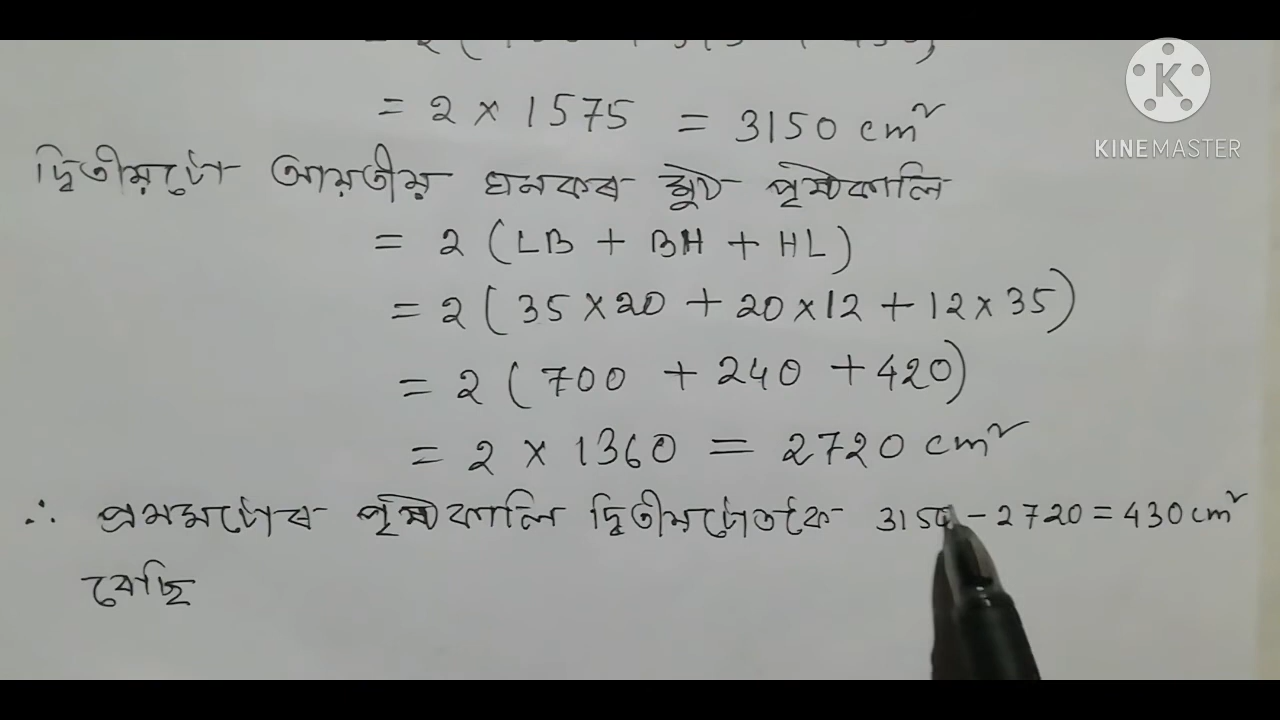 = 2 × 1575 = 3150 cm²
KINEMASTER
দ্বিতীয়টো আয়তীয় ঘনকৰ মুঠ পৃষ্ঠকালি
= 2 (LB + BH + HL)
= 2 ( 35 × 20 + 20 × 12 + 12 × 35)
= 2 ( 700 + 240 + 420)
= 2 × 1360 = 2720 cm²
∴ প্ৰথমটোৰ পৃষ্ঠকালি দ্বিতীয়টোতকৈ 3150 - 2720 = 430 cm²
বেছি